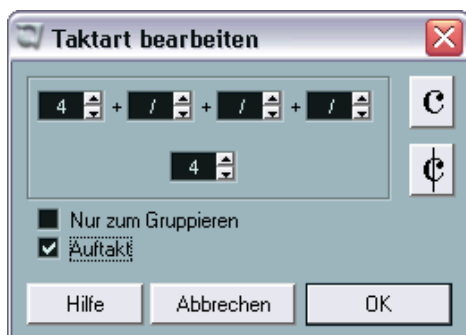 Taktart bearbeiten
4 + / + / + /
4
Nur zum Gruppieren
Auftakt
Hilfe Abbrechen OK